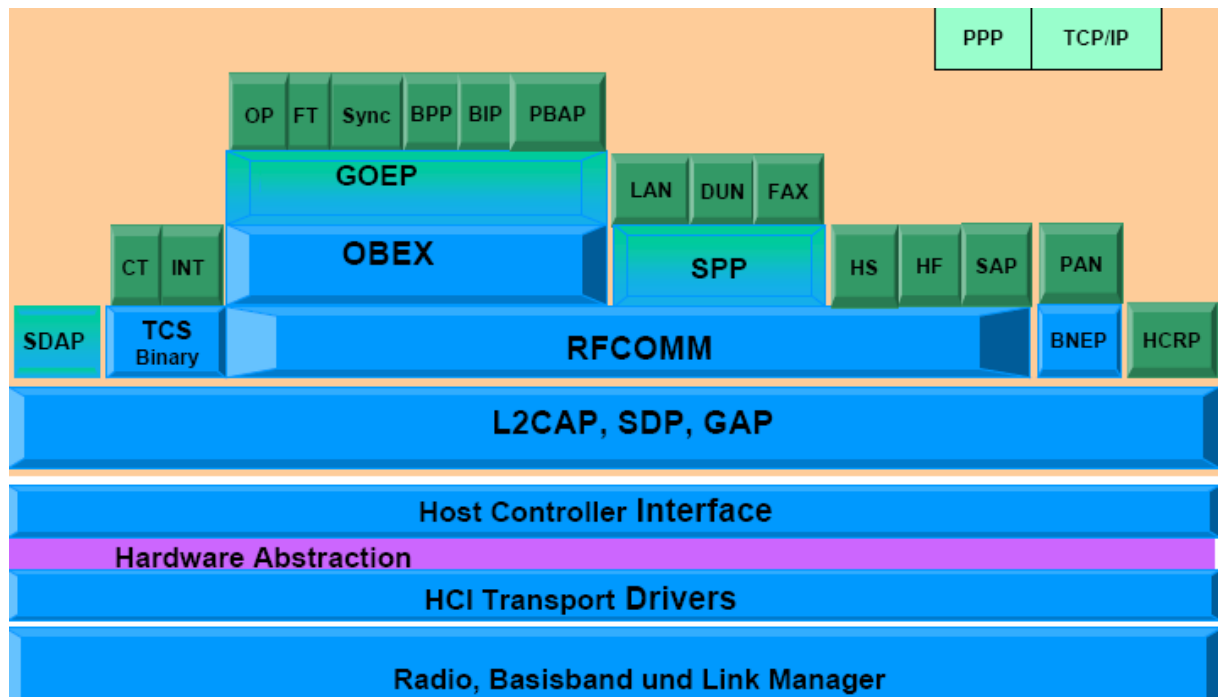 PPP TCP/IP
OP FT Sync BPP BIP PBAP
GOEP
LAN DUN FAX
OBEX
SPP
CT INT
HS HF SAP PAN
SDAP
TCS
Binary
RFCOMM
BNEP
HCRP
L2CAP, SDP, GAP
Host Controller Interface
Hardware Abstraction
HCI Transport Drivers
Radio, Basisband und Link Manager